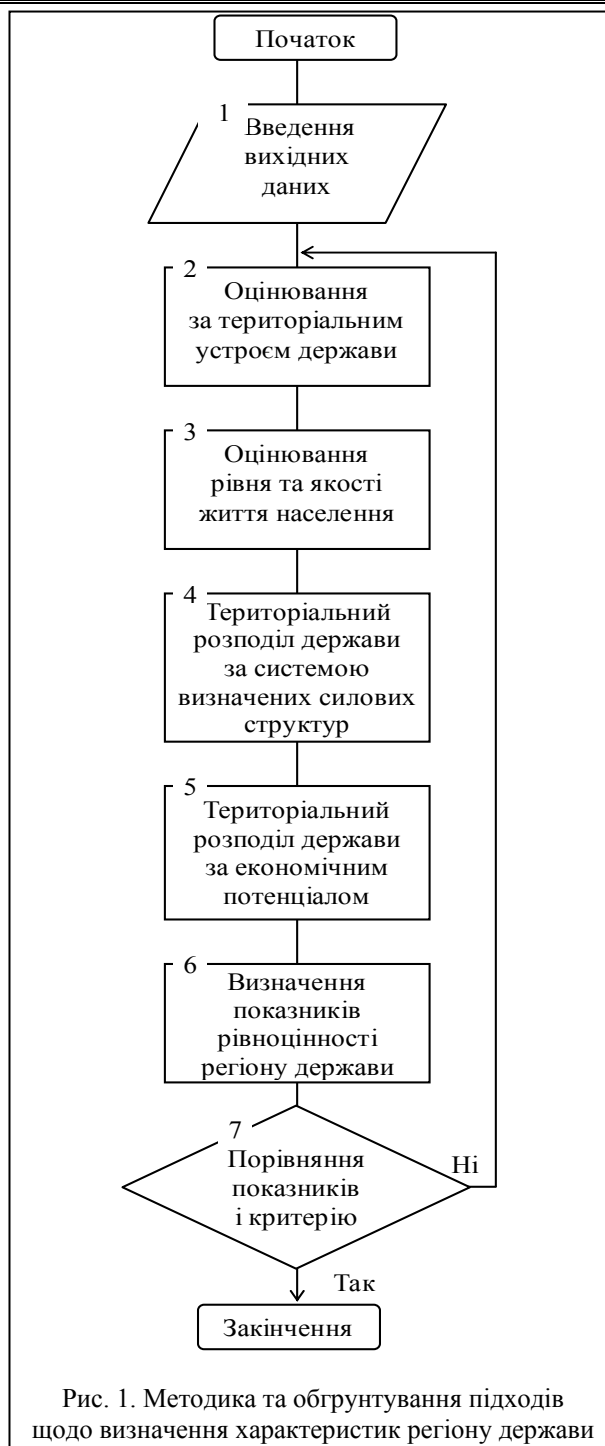 Початок
1
Введення
вихідних
даних
2
Оцінювання
за територіальним
устроєм держави
3
Оцінювання
рівня та якості
життя населення
4
Територіальний
розподіл держави
за системою
визначених силових
структур
5
Територіальний
розподіл держави
за економічним
потенціалом
6
Визначення
показників
рівноцінності
регіону держави
7
Порівняння
показників
і критерію
Ні
Так
Закінчення
Рис. 1. Методика та обгрунтування підходів
щодо визначення характеристик регіону держави